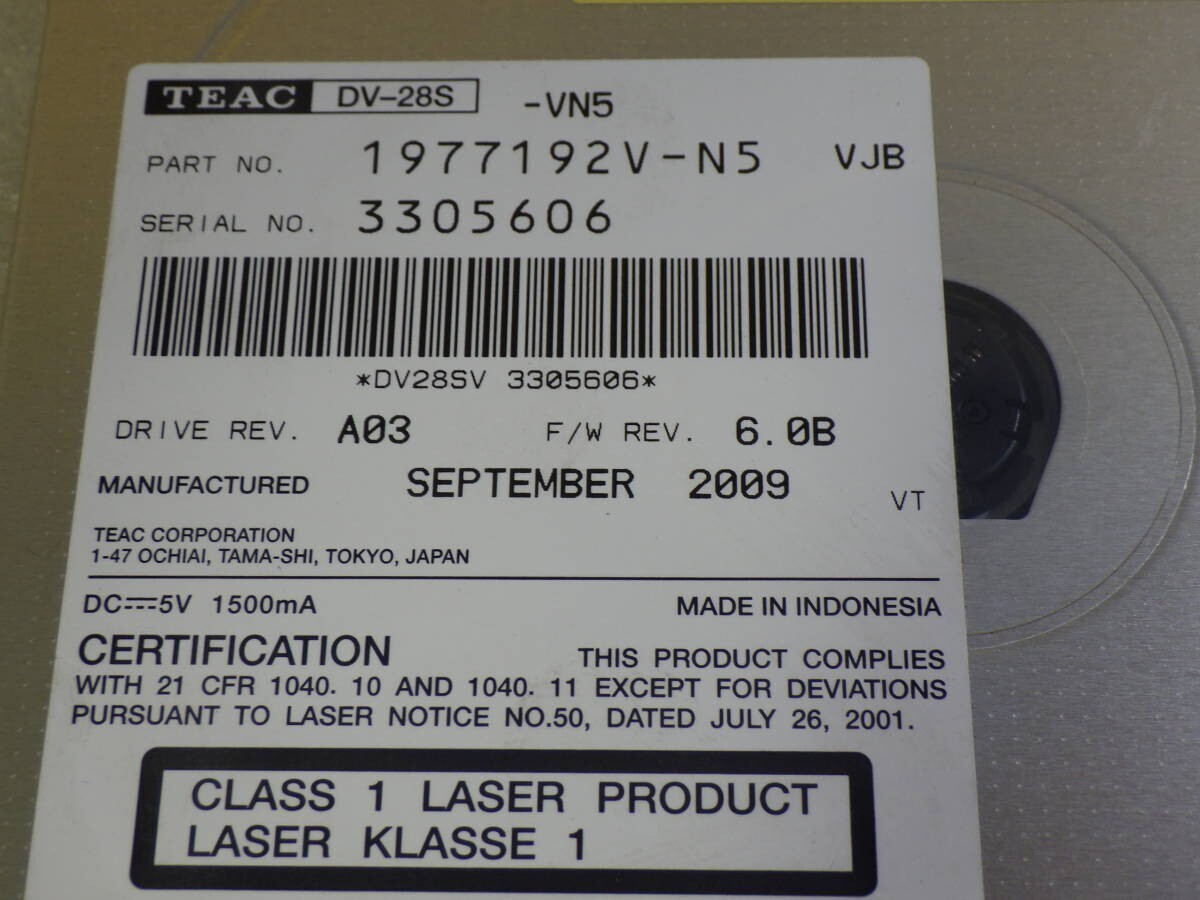 TEAC DV-28S -VN5
PART NO. 1977192V-N5 VJB
SERIAL NO. 3305606
*DV28SV 3305606*
DRIVE REV. A03 F/W REV. 6.0B
MANUFACTURED SEPTEMBER 2009 VT
TEAC CORPORATION
1-47 OCHIAI, TAMA-SHI, TOKYO, JAPAN
DC⎓5V 1500mA MADE IN INDONESIA
CERTIFICATION THIS PRODUCT COMPLIES
WITH 21 CFR 1040. 10 AND 1040. 11 EXCEPT FOR DEVIATIONS
PURSUANT TO LASER NOTICE NO.50, DATED JULY 26, 2001.
CLASS 1 LASER PRODUCT
LASER KLASSE 1